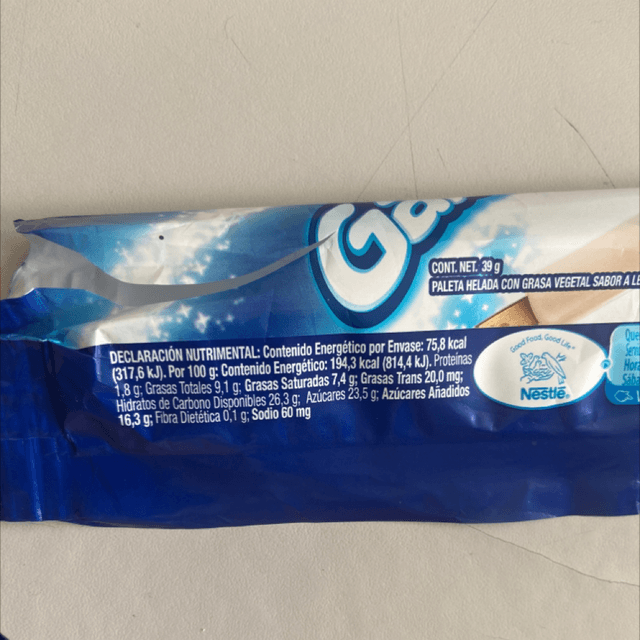 Ga
CONT. NET. 39 g
PALETA HELADA CON GRASA VEGETAL SABOR A LE
DECLARACIÓN NUTRIMENTAL: Contenido Energético por Envase: 75,8 kcal
(317,6 kJ). Por 100 g: Contenido Energético: 194,3 kcal (814,4 kJ). Proteínas
1,8 g; Grasas Totales 9,1 g; Grasas Saturadas 7,4 g; Grasas Trans 20,0 mg;
Hidratos de Carbono Disponibles 26,3 g; Azúcares 23,5 g; Azúcares Añadidos
16,3 g; Fibra Dietética 0,1 g; Sodio 60 mg
Good Food, Good Life
Nestlé